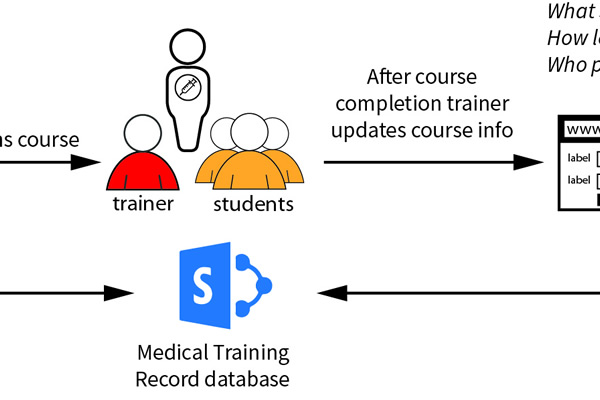 What
How
Who
After course
completion trainer
updates course info
course
www
label
label
trainer
students
S
Medical Training
Record database